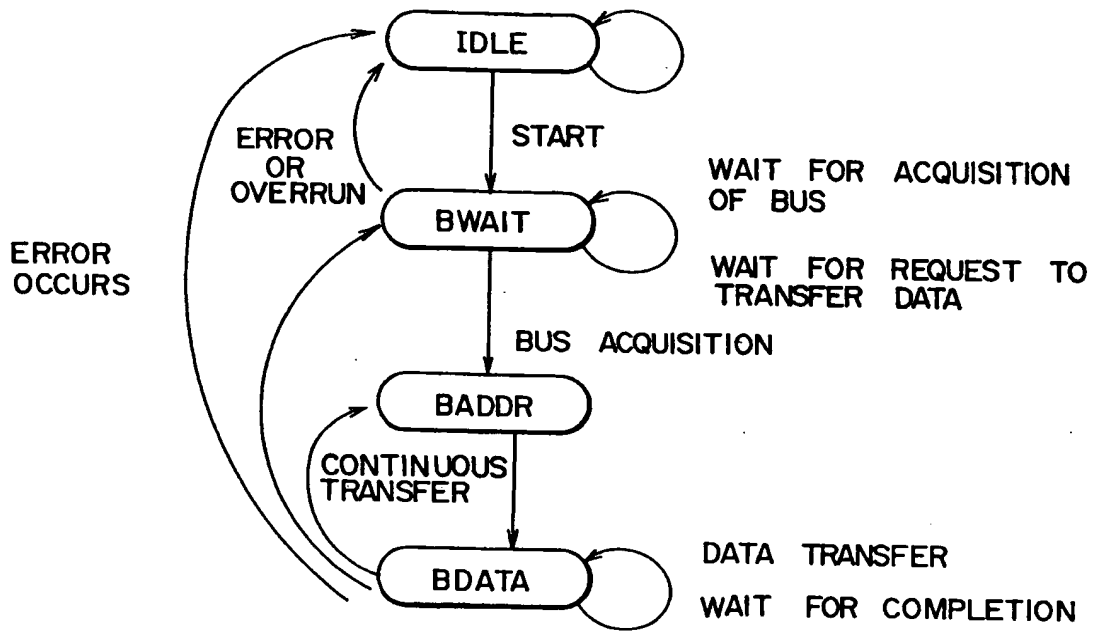 IDLE
START
ERROR
OR
OVERRUN
BWAIT
WAIT FOR ACQUISITION
OF BUS
WAIT FOR REQUEST TO
TRANSFER DATA
ERROR
OCCURS
BUS ACQUISITION
BADDR
CONTINUOUS
TRANSFER
BDATA
DATA TRANSFER
WAIT FOR COMPLETION